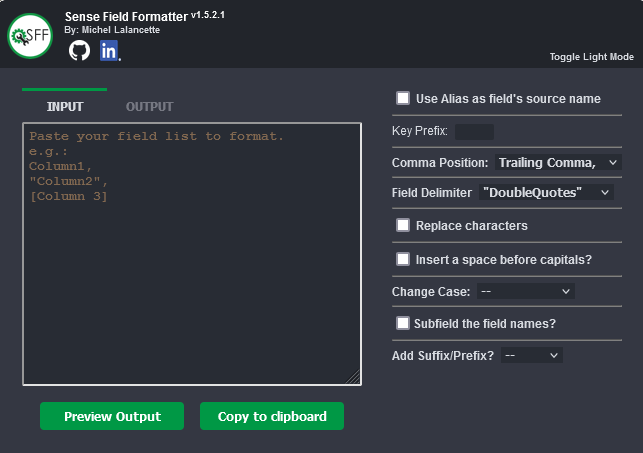 SFF
Sense Field Formatter v1.5.2.1
By: Michel Lalancette
in.
Toggle Light Mode
INPUT OUTPUT
Paste your field list to format.
e.g.:
Column1,
"Column2",
[Column 3]
Preview Output
Copy to clipboard
Use Alias as field's source name
Key Prefix:
Comma Position: Trailing Comma,
Field Delimiter "DoubleQuotes"
Replace characters
Insert a space before capitals?
Change Case: --
Subfield the field names?
Add Suffix/Prefix? --